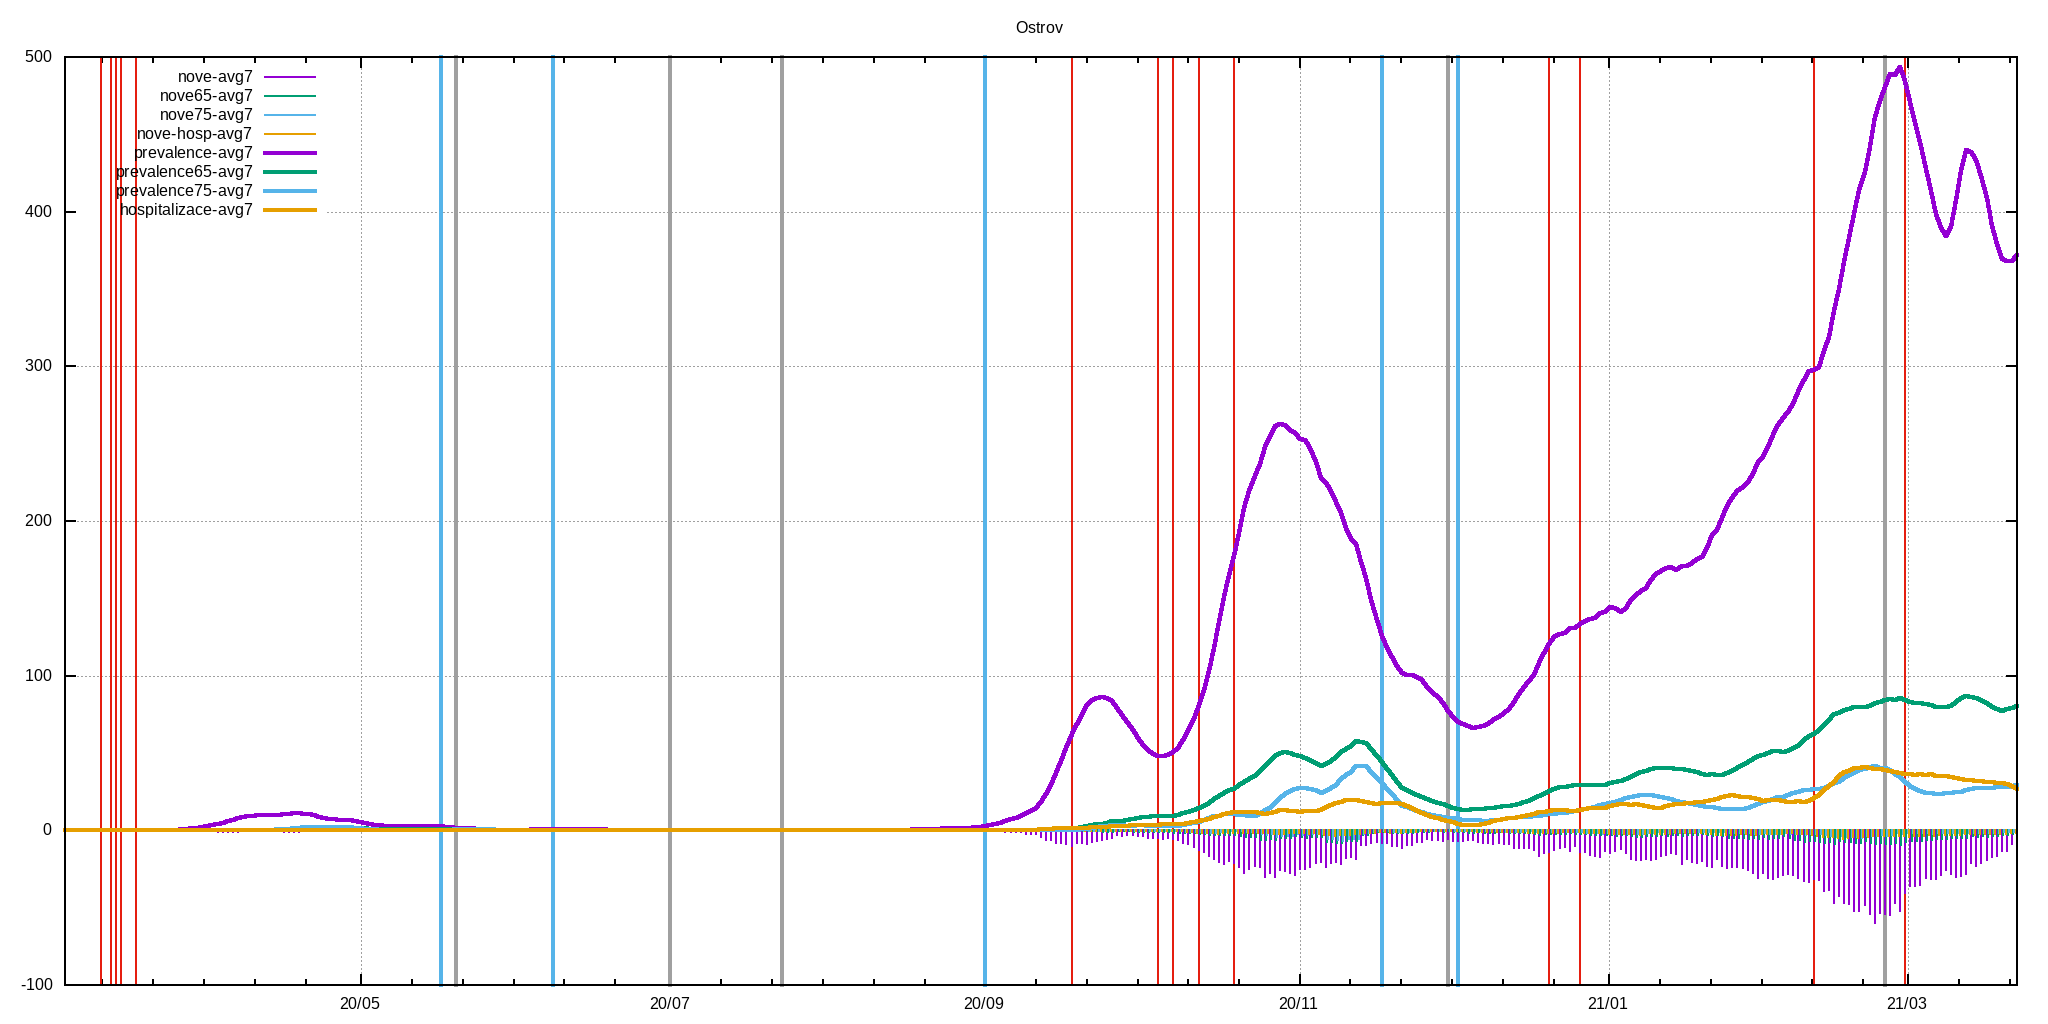 Ostrov
500
400
300
200
100
0
-100
nove-avg7
nove65-avg7
nove75-avg7
nove-hosp-avg7
prevalence-avg7
prevalence65-avg7
prevalence75-avg7
hospitalizace-avg7
20/05
20/07
20/09
20/11
21/01
21/03